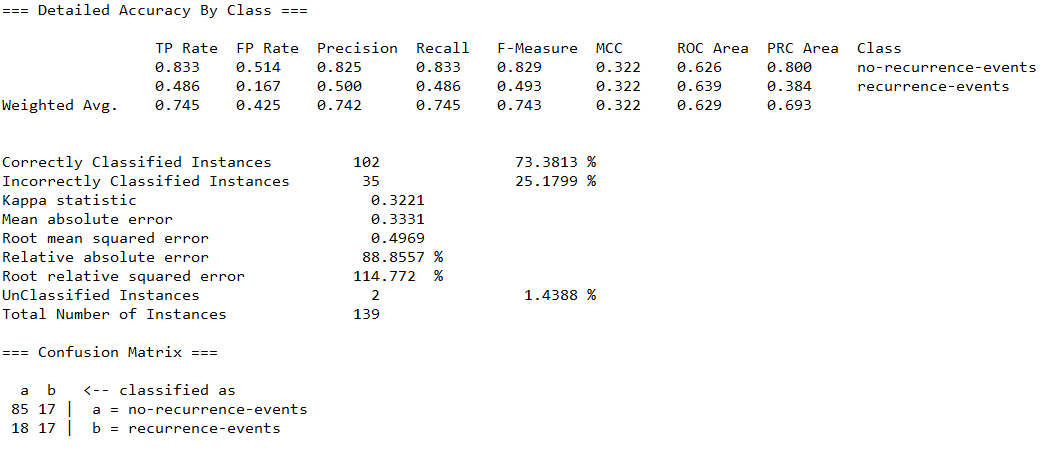 === Detailed Accuracy By Class ===
TP Rate FP Rate Precision Recall F-Measure MCC ROC Area PRC Area Class
0.833 0.514 0.825 0.833 0.829 0.322 0.626 0.800 no-recurrence-events
0.486 0.167 0.500 0.486 0.493 0.322 0.639 0.384 recurrence-events
Weighted Avg. 0.745 0.425 0.742 0.745 0.743 0.322 0.629 0.693
Correctly Classified Instances 102 73.3813 %
Incorrectly Classified Instances 35 25.1799 %
Kappa statistic 0.3221
Mean absolute error 0.3331
Root mean squared error 0.4969
Relative absolute error 88.8557 %
Root relative squared error 114.772 %
UnClassified Instances 2 1.4388 %
Total Number of Instances 139
=== Confusion Matrix ===
a b <-- classified as
85 17 | a = no-recurrence-events
18 17 | b = recurrence-events